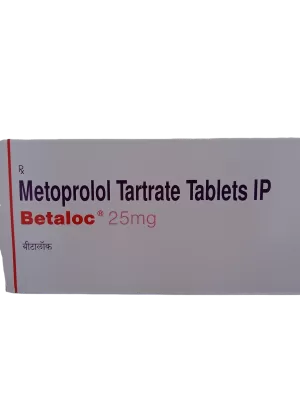 ℞
Metoprolol Tartrate Tablets IP
Betaloc® 25mg
बीटालॉक